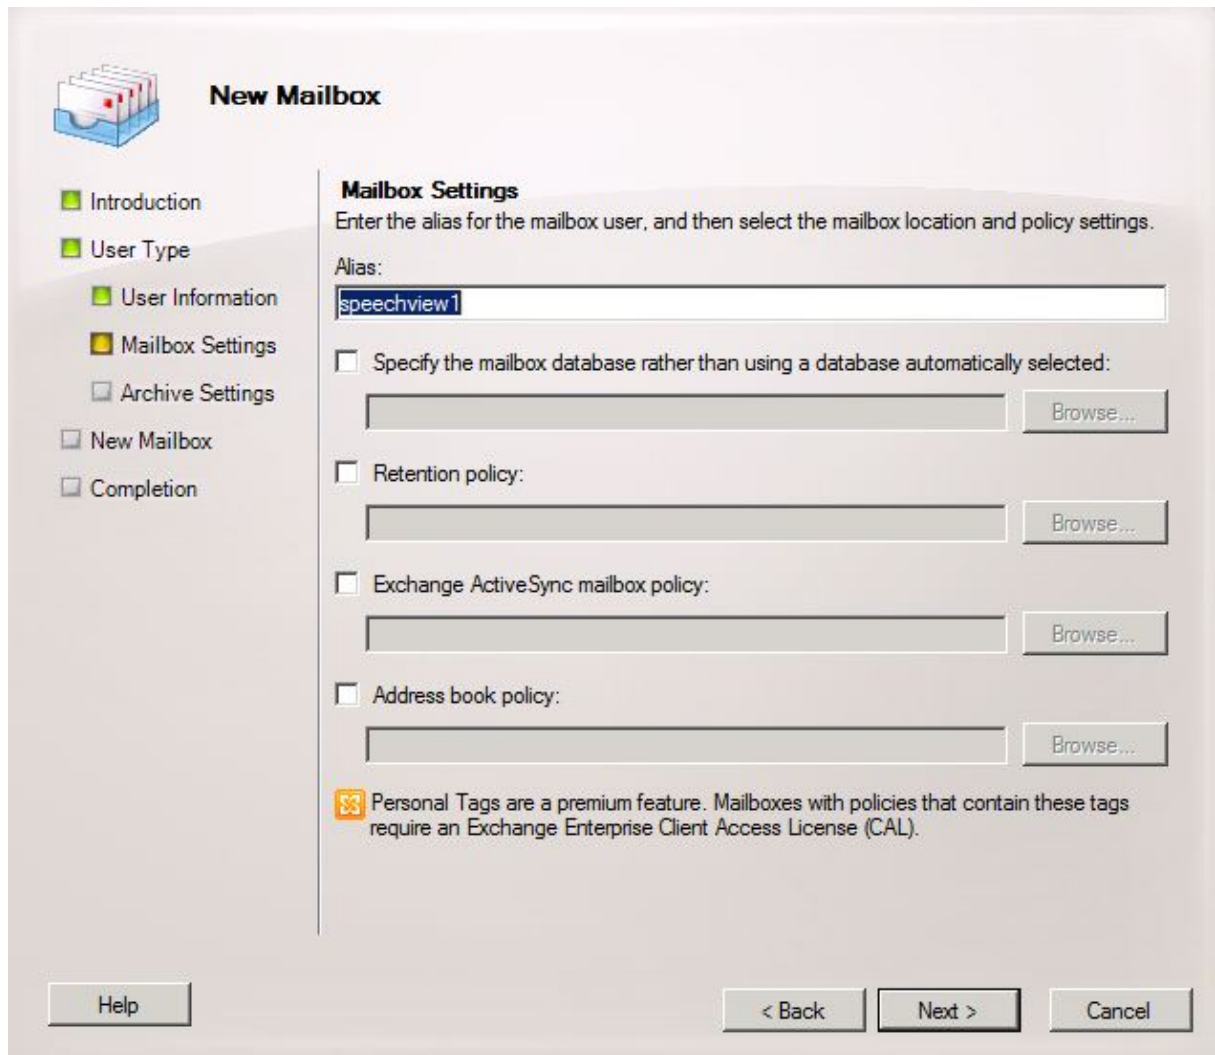 New Mailbox
Introduction
User Type
User Information
Mailbox Settings
Archive Settings
New Mailbox
Completion
Mailbox Settings
Enter the alias for the mailbox user, and then select the mailbox location and policy settings.
Alias:
speechview1
Specify the mailbox database rather than using a database automatically selected:
Browse...
Retention policy:
Browse...
Exchange ActiveSync mailbox policy:
Browse...
Address book policy:
Browse...
Personal Tags are a premium feature. Mailboxes with policies that contain these tags
require an Exchange Enterprise Client Access License (CAL).
Help
< Back
Next >
Cancel